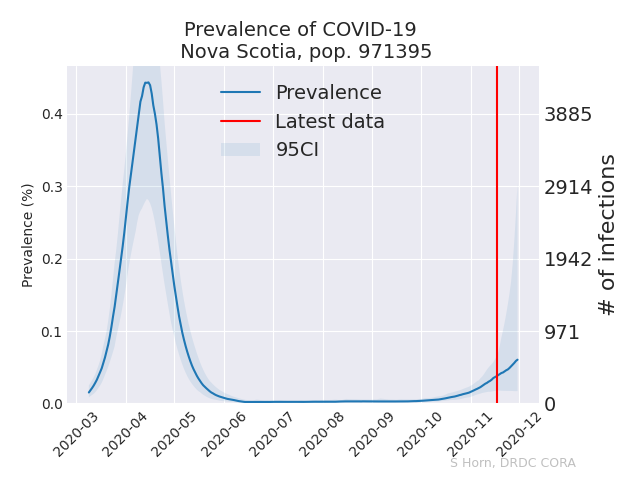 Prevalence of COVID-19
Nova Scotia, pop. 971395
Prevalence
Latest data
95CI
Prevalence (%)
0.4
0.3
0.2
0.1
0.0
3885
2914
1942
971
0
# of infections
2020-03
2020-04
2020-05
2020-06
2020-07
2020-08
2020-09
2020-10
2020-11
2020-12
S Horn, DRDC CORA